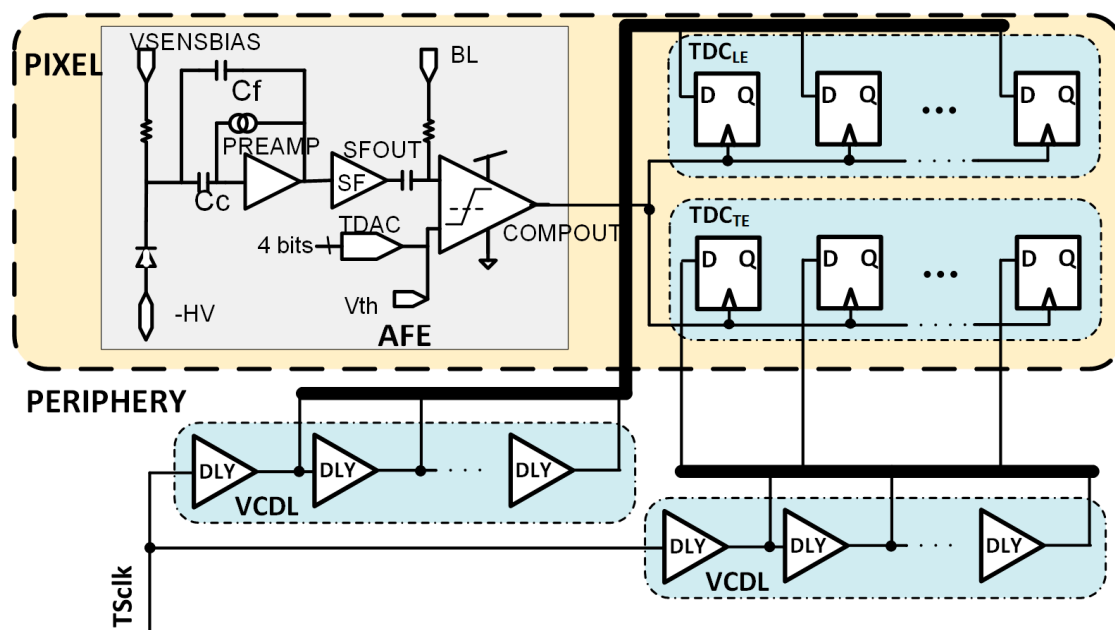 PIXEL
VSENSBIAS
Cf
PREAMP
Cc
SFOUT
SF
BL
TDAC
4 bits
COMPOUT
Vth
-HV
AFE
TDCLE
D Q
D Q
...
D Q
TDCTE
D Q
D Q
...
D Q
PERIPHERY
DLY
DLY
DLY
VCDL
DLY
DLY
DLY
VCDL
TSclk